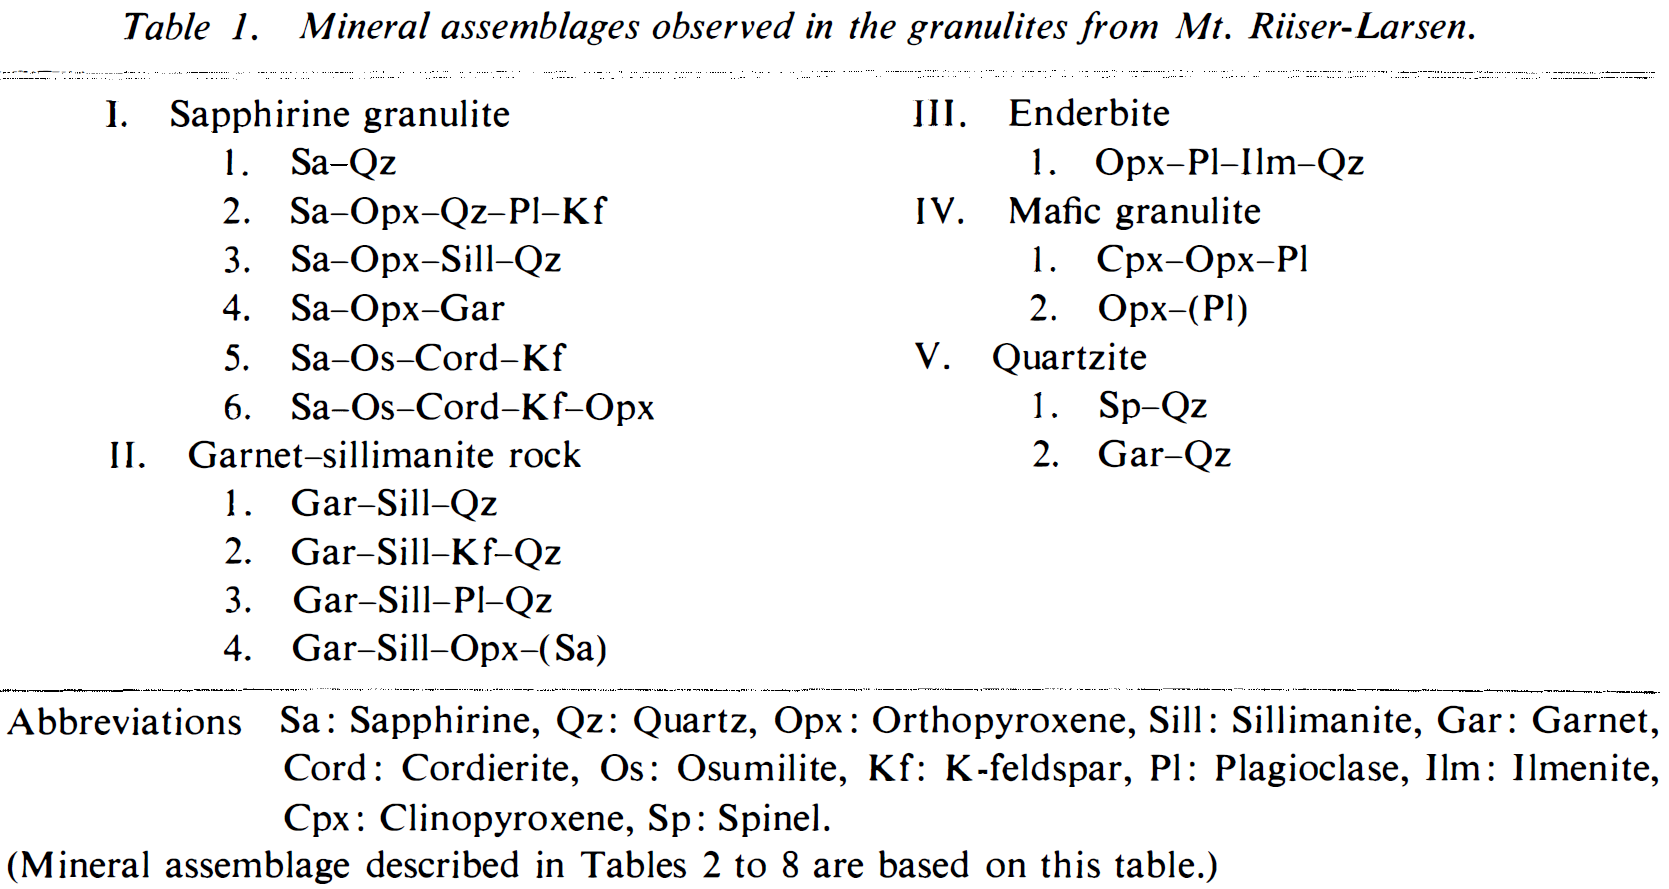 Table 1. Mineral assemblages observed in the granulites from Mt. Riiser-Larsen.
I. Sapphirine granulite
1. Sa–Qz
2. Sa–Opx–Qz–Pl–Kf
3. Sa–Opx–Sill–Qz
4. Sa–Opx–Gar
5. Sa–Os–Cord–Kf
6. Sa–Os–Cord–Kf–Opx
II. Garnet–sillimanite rock
1. Gar–Sill–Qz
2. Gar–Sill–Kf–Qz
3. Gar–Sill–Pl–Qz
4. Gar–Sill–Opx–(Sa)
III. Enderbite
1. Opx–Pl–Ilm–Qz
IV. Mafic granulite
1. Cpx–Opx–Pl
2. Opx–(Pl)
V. Quartzite
1. Sp–Qz
2. Gar–Qz
Abbreviations Sa: Sapphirine, Qz: Quartz, Opx: Orthopyroxene, Sill: Sillimanite, Gar: Garnet,
Cord: Cordierite, Os: Osumilite, Kf: K-feldspar, Pl: Plagioclase, Ilm: Ilmenite,
Cpx: Clinopyroxene, Sp: Spinel.
(Mineral assemblage described in Tables 2 to 8 are based on this table.)